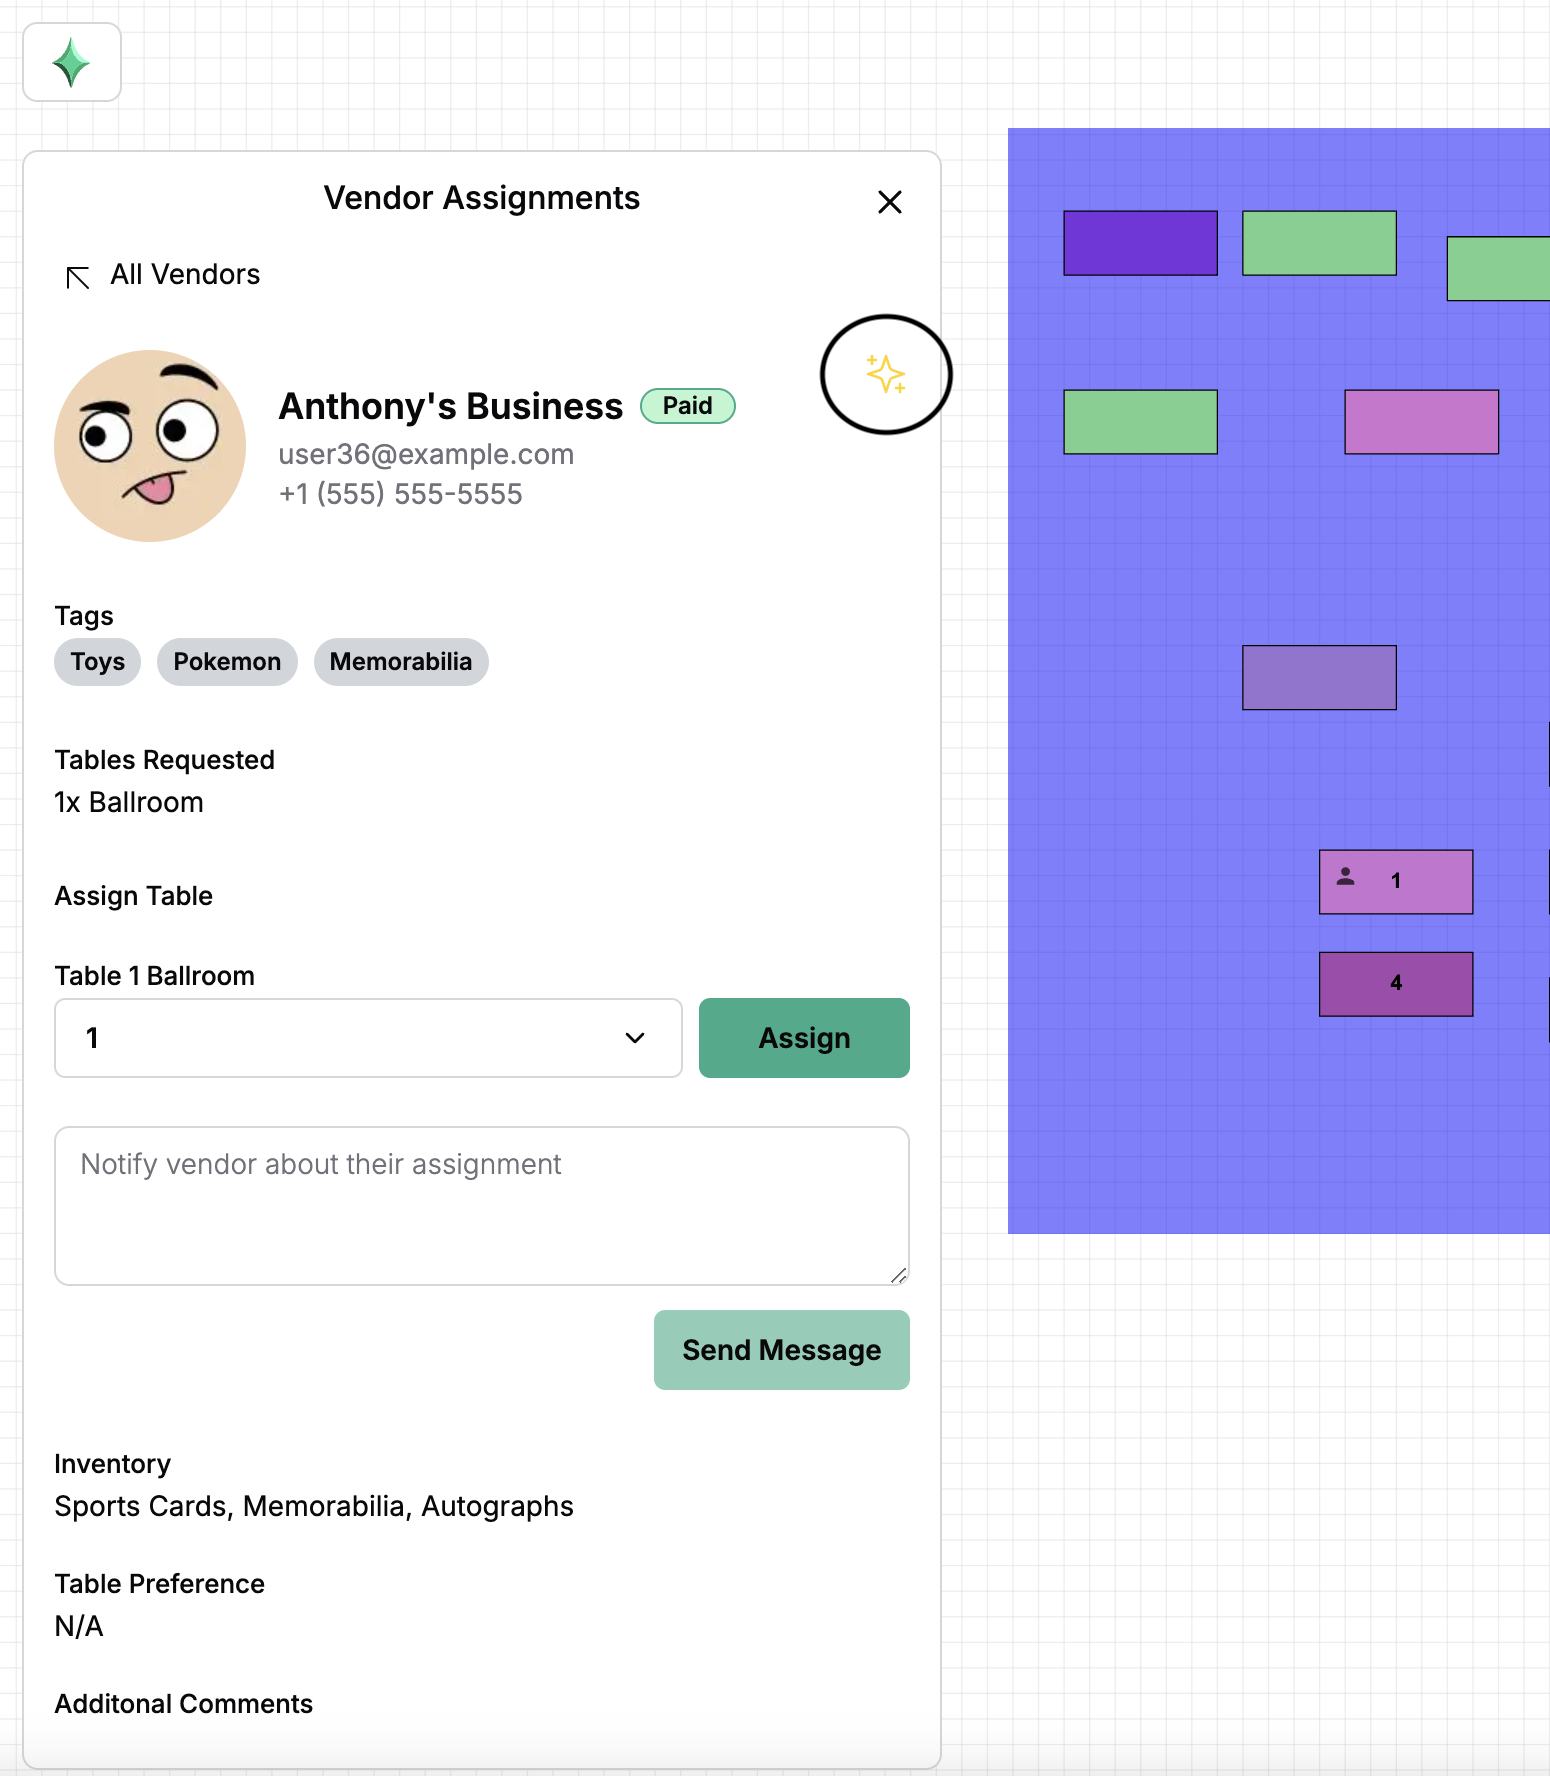 Vendor Assignments
All Vendors
Anthony's Business
Paid
user36@example.com
+1 (555) 555-5555
Tags
Toys Pokemon Memorabilia
Tables Requested
1x Ballroom
Assign Table
Table 1 Ballroom
1
Assign
Notify vendor about their assignment
Send Message
Inventory
Sports Cards, Memorabilia, Autographs
Table Preference
N/A
Additonal Comments
1
4